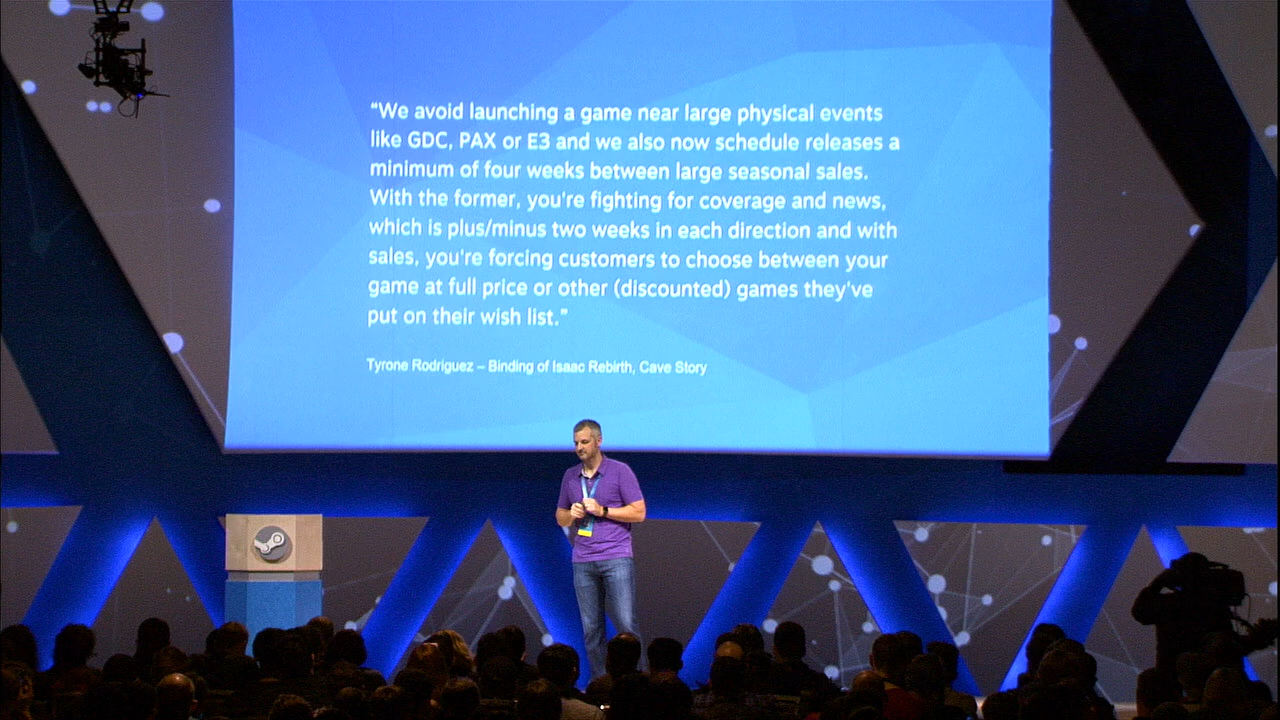 “We avoid launching a game near large physical events
like GDC, PAX or E3 and we also now schedule releases a
minimum of four weeks between large seasonal sales.
With the former, you're fighting for coverage and news,
which is plus/minus two weeks in each direction and with
sales, you're forcing customers to choose between your
game at full price or other (discounted) games they've
put on their wish list.”
Tyrone Rodriguez – Binding of Isaac Rebirth, Cave Story